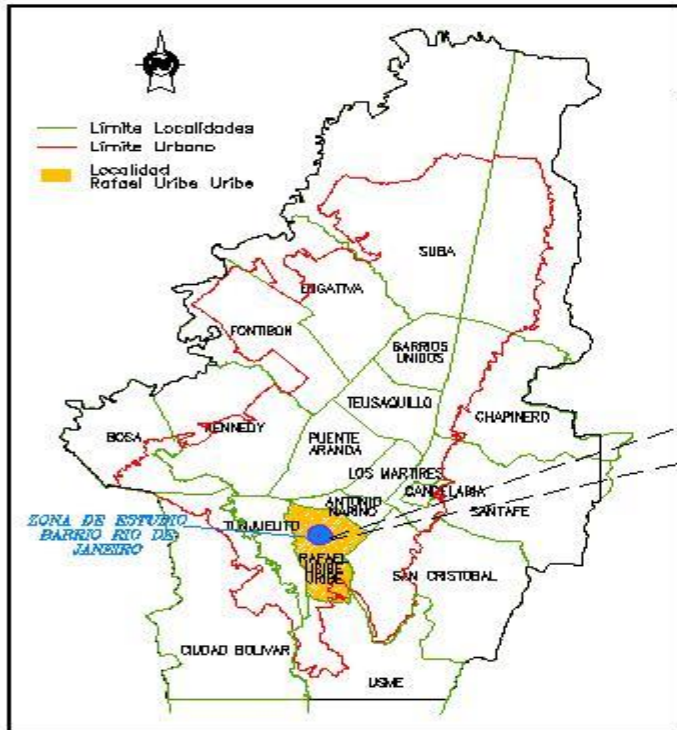 N
Límite Localidades
Límite Urbano
Localidad
Rafael Uribe Uribe
SUBA
ENGATIVA
FONTIBON
BARRIOS
UNIDOS
TEUSAQUILLO
CHAPINERO
BOSA
KENNEDY
PUENTE
ARANDA
LOS MARTIRES
CANDELARIA
ANTONIO
NARINO
SANTAFE
ZONA DE ESTUDIO
BARRIO RIO DE
JANEIRO
TUNJUELITO
RAFAEL
URIBE
URIBE
SAN CRISTOBAL
CIUDAD BOLIVAR
USME